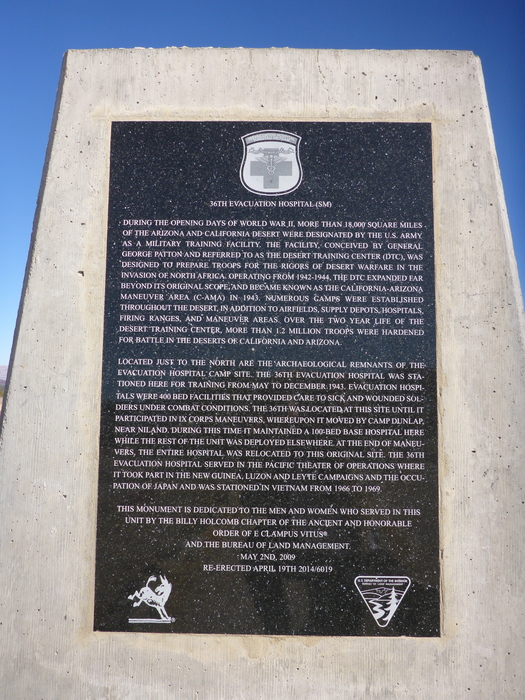 36TH EVACUATION HOSPITAL (SM)
DURING THE OPENING DAYS OF WORLD WAR II, MORE THAN 18,000 SQUARE MILES
OF THE ARIZONA AND CALIFORNIA DESERT WERE DESIGNATED BY THE U.S. ARMY
AS A MILITARY TRAINING FACILITY. THE FACILITY, CONCEIVED BY GENERAL
GEORGE PATTON AND REFERRED TO AS THE DESERT TRAINING CENTER (DTC), WAS
DESIGNED TO PREPARE TROOPS FOR THE RIGORS OF DESERT WARFARE IN THE
INVASION OF NORTH AFRICA. OPERATING FROM 1942-1944, THE DTC EXPANDED FAR
BEYOND ITS ORIGINAL SCOPE, AND BECAME KNOWN AS THE CALIFORNIA-ARIZONA
MANEUVER AREA (C-AMA) IN 1943. NUMEROUS CAMPS WERE ESTABLISHED
THROUGHOUT THE DESERT, IN ADDITION TO AIRFIELDS, SUPPLY DEPOTS, HOSPITALS,
FIRING RANGES, AND MANEUVER AREAS. OVER THE TWO YEAR LIFE OF THE
DESERT TRAINING CENTER, MORE THAN 1.2 MILLION TROOPS WERE HARDENED
FOR BATTLE IN THE DESERTS OF CALIFORNIA AND ARIZONA.
LOCATED JUST TO THE NORTH ARE THE ARCHAEOLOGICAL REMNANTS OF THE
EVACUATION HOSPITAL CAMP SITE. THE 36TH EVACUATION HOSPITAL WAS STA-
TIONED HERE FOR TRAINING FROM MAY TO DECEMBER 1943. EVACUATION HOSP-
TALS WERE 400 BED FACILITIES THAT PROVIDED CARE TO SICK AND WOUNDED SOL-
DIERS UNDER COMBAT CONDITIONS. THE 36TH WAS LOCATED AT THIS SITE UNTIL IT
PARTICIPATED IN IX CORPS MANEUVERS, WHEREUPON IT MOVED BY CAMP DUNLAP,
NEAR NILAND. DURING THIS TIME IT MAINTAINED A 100-BED BASE HOSPITAL HERE
WHILE THE REST OF THE UNIT WAS DEPLOYED ELSEWHERE. AT THE END OF MANEU-
VERS, THE ENTIRE HOSPITAL WAS RELOCATED TO THIS ORIGINAL SITE. THE 36TH
EVACUATION HOSPITAL SERVED IN THE PACIFIC THEATER OF OPERATIONS WHERE
IT TOOK PART IN THE NEW GUINEA, LUZON AND LEYTE CAMPAIGNS AND THE OCCU-
PATION OF JAPAN AND WAS STATIONED IN VIETNAM FROM 1966 TO 1969.
THIS MONUMENT IS DEDICATED TO THE MEN AND WOMEN WHO SERVED IN THIS
UNIT BY THE BILLY HOLCOMB CHAPTER OF THE ANCIENT AND HONORABLE
ORDER OF E CLAMPUS VITUS®
AND THE BUREAU OF LAND MANAGEMENT.
MAY 2ND, 2009
RE-ERECTED APRIL 19TH 2014/6019
U.S. DEPARTMENT OF THE INTERIOR
BUREAU OF LAND MANAGEMENT